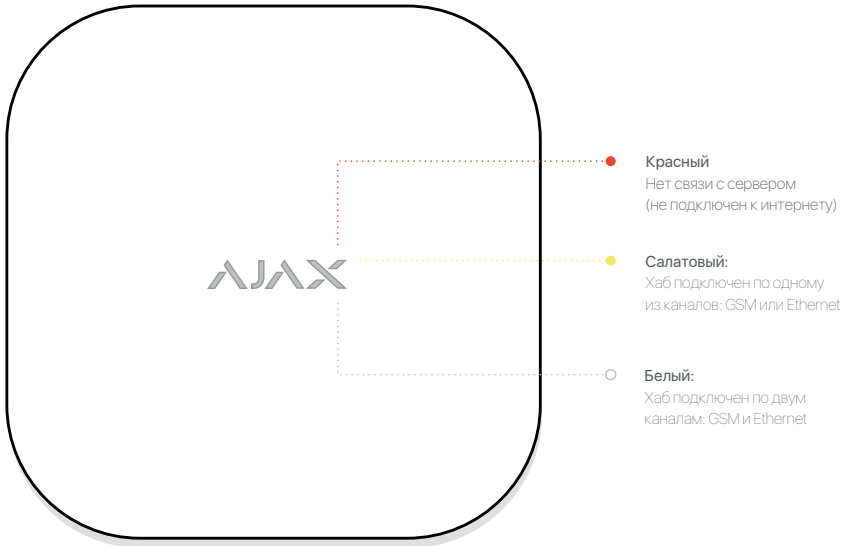 AJAX
Красный
Нет связи с сервером
(не подключен к интернету)
Салатовый:
Хаб подключен по одному
из каналов: GSM или Ethernet
Белый:
Хаб подключен по двум
каналам: GSM и Ethernet